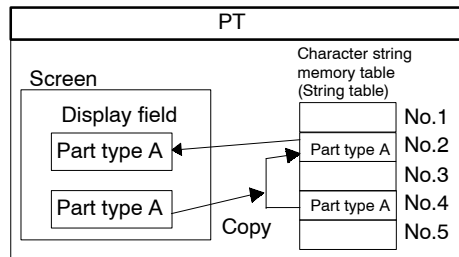 PT
Character string
memory table
(String table)
Screen
Display field
No.1
Part type A
Part type A
No.2
No.3
Part type A
Part type A
No.4
Copy
No.5